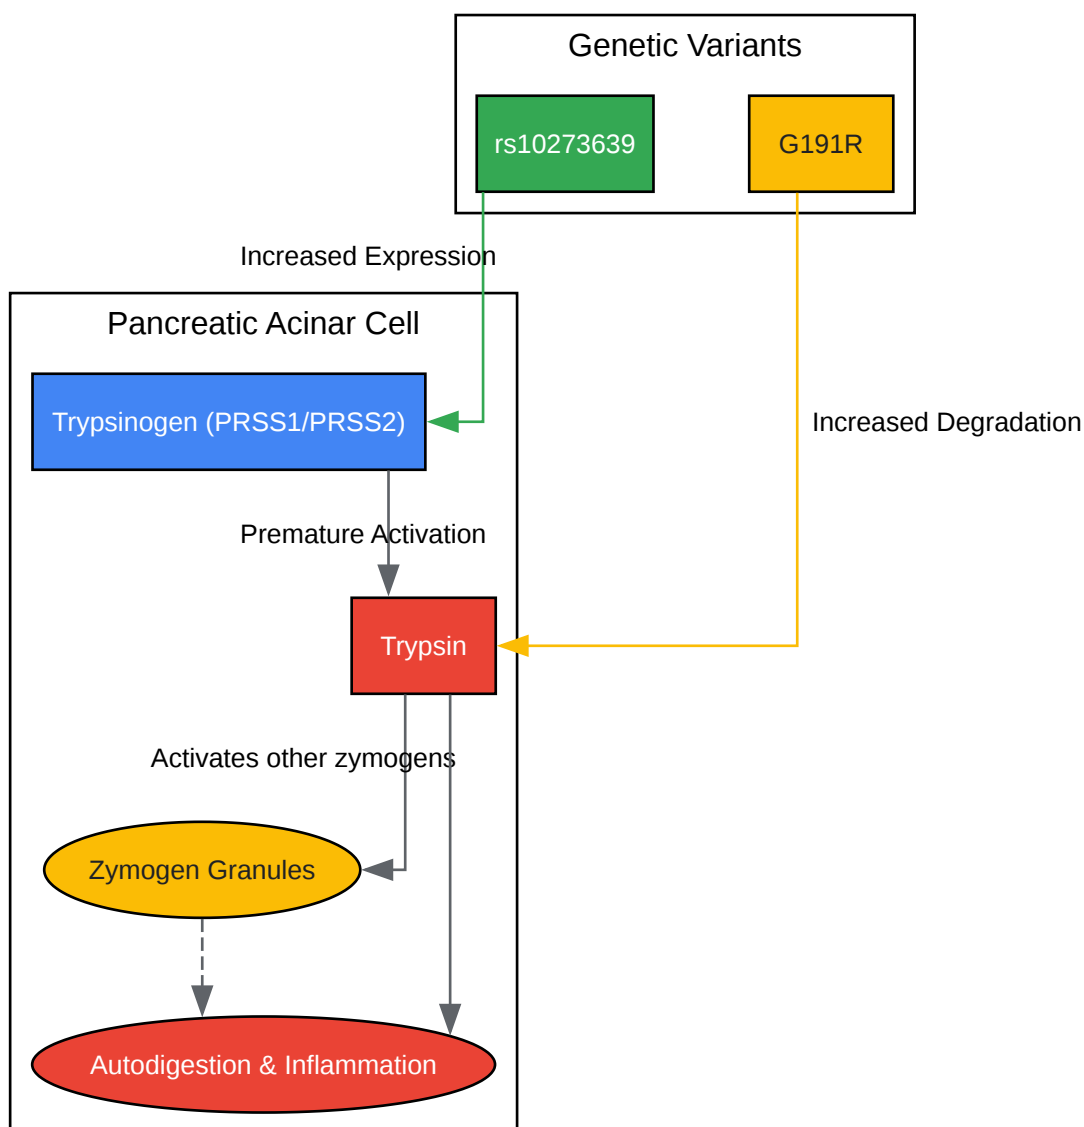 Genetic Variants
rs10273639
G191R
Increased Expression
Pancreatic Acinar Cell
Trypsinogen (PRSS1/PRSS2)
Increased Degradation
Premature Activation
Trypsin
Activates other zymogens
Zymogen Granules
Autodigestion & Inflammation